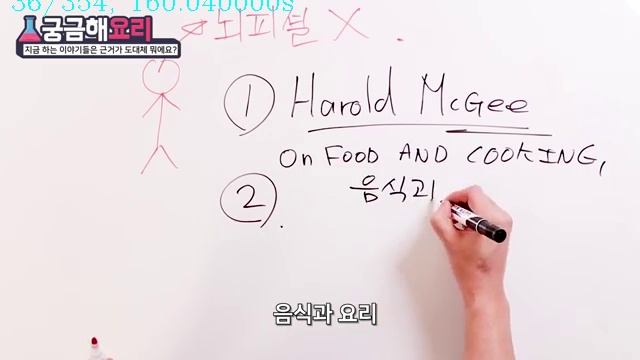 36/354, 160.040000s
궁금해요리
지금 하는 이야기들은 근거가 도대체 뭐에요?
뇌피셜 X
① Harold McGee
On FOOD AND COOKING,
음식과
②
음식과 요리